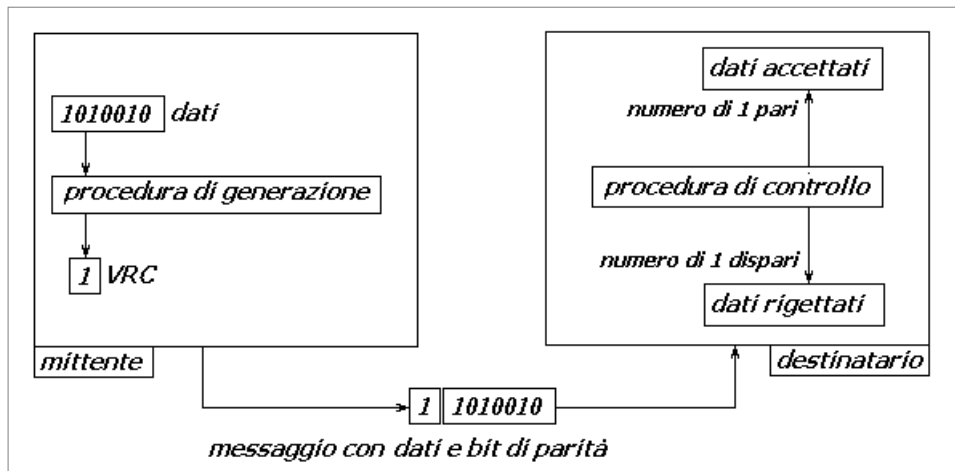 1010010 dati
procedura di generazione
1 VRC
mittente
dati accettati
numero di 1 pari
procedura di controllo
numero di 1 dispari
dati rigettati
destinatario
1 1010010
messaggio con dati e bit di parità